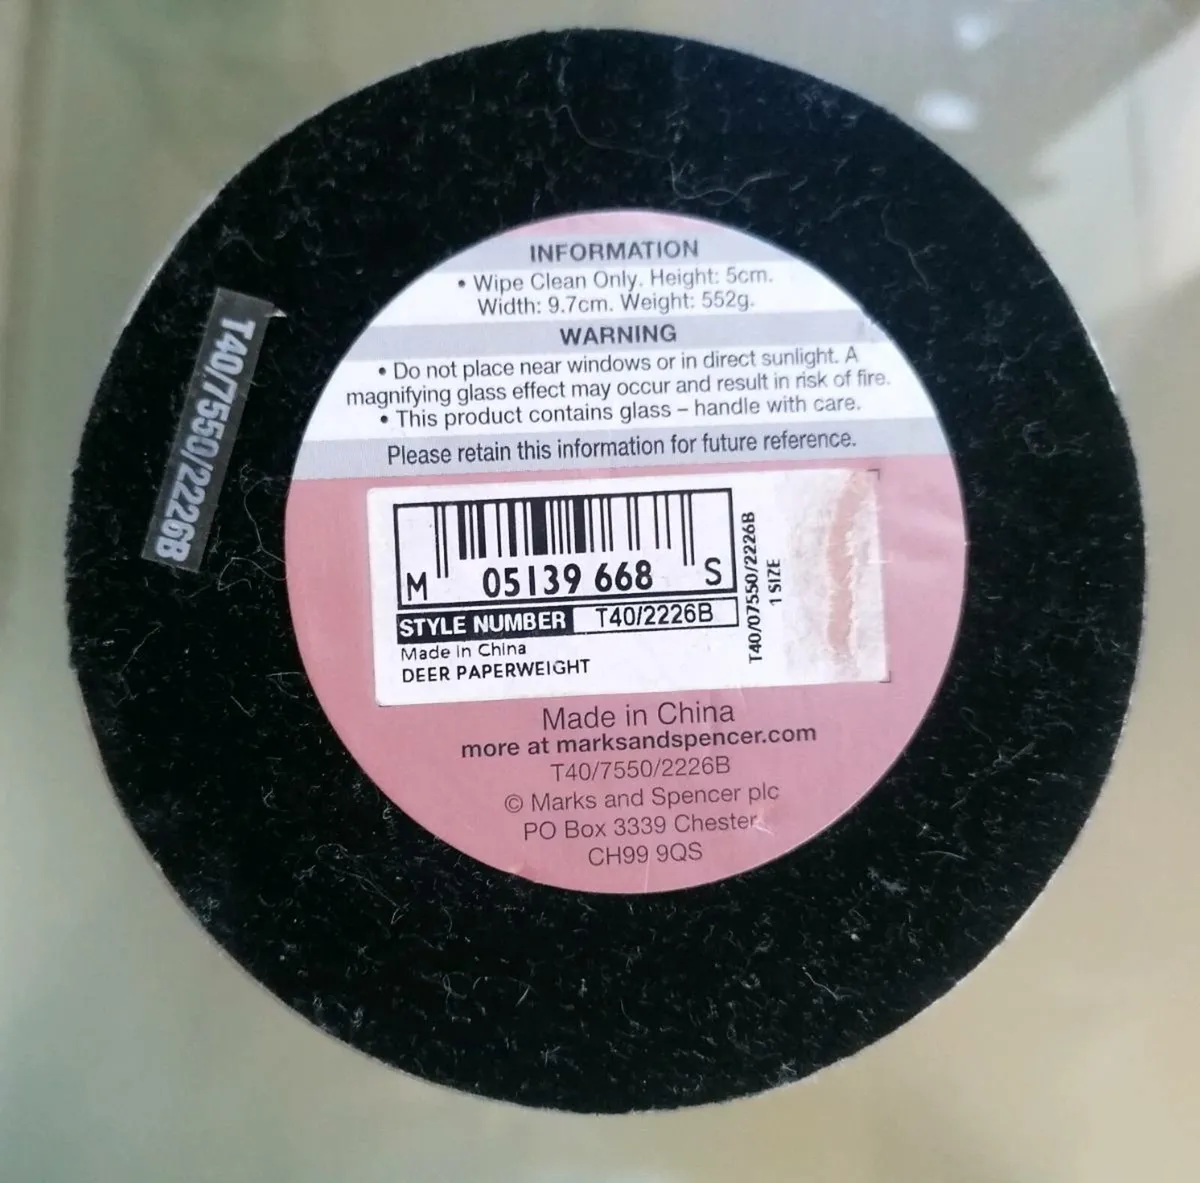 INFORMATION
• Wipe Clean Only. Height: 5cm.
Width: 9.7cm. Weight: 552g.
WARNING
• Do not place near windows or in direct sunlight. A
magnifying glass effect may occur and result in risk of fire.
• This product contains glass – handle with care.
Please retain this information for future reference.
T40/7550/2226B
M 05139 668 S
STYLE NUMBER T40/2226B
Made in China
DEER PAPERWEIGHT
T40/07550/2226B
1 SIZE
Made in China
more at marksandspencer.com
T40/7550/2226B
© Marks and Spencer plc
PO Box 3339 Chester
CH99 9QS